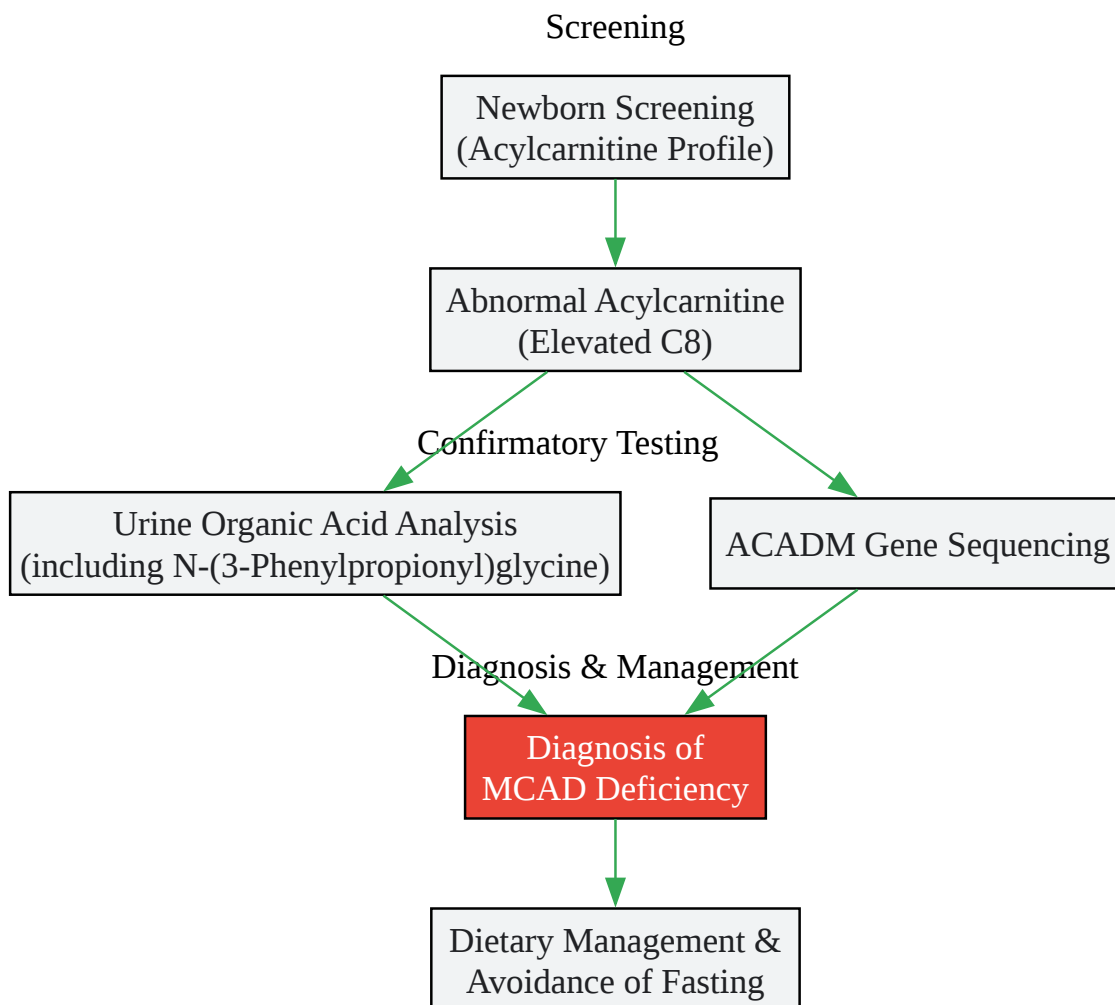 Screening
Newborn Screening
(Acylcarnitine Profile)
Abnormal Acylcarnitine
(Elevated C8)
Confirmatory Testing
Urine Organic Acid Analysis
(including N-(3-Phenylpropionyl)glycine)
ACADM Gene Sequencing
Diagnosis & Management
Diagnosis of
MCAD Deficiency
Dietary Management &
Avoidance of Fasting